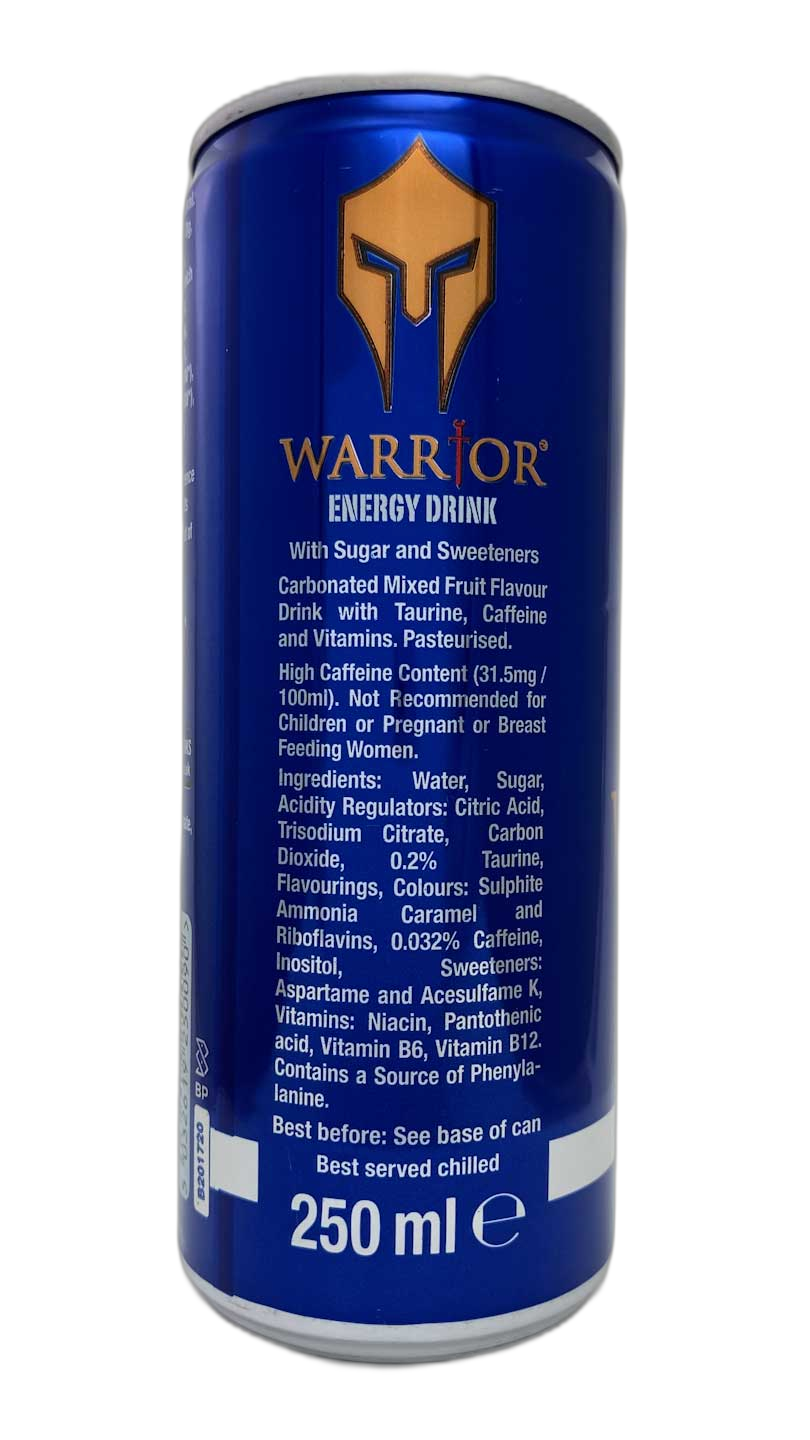 WARRIOR
ENERGY DRINK
With Sugar and Sweeteners
Carbonated Mixed Fruit Flavour
Drink with Taurine, Caffeine
and Vitamins. Pasteurised.
High Caffeine Content (31.5mg /
100ml). Not Recommended for
Children or Pregnant or Breast
Feeding Women.
Ingredients: Water, Sugar,
Acidity Regulators: Citric Acid,
Trisodium Citrate, Carbon
Dioxide, 0.2% Taurine,
Flavourings, Colours: Sulphite
Ammonia Caramel and
Riboflavins, 0.032% Caffeine,
Inositol, Sweeteners:
Aspartame and Acesulfame K,
Vitamins: Niacin, Pantothenic
acid, Vitamin B6, Vitamin B12.
Contains a Source of Phenyla-
lanine.
Best before: See base of can
Best served chilled
250 ml ℮
BP
B201720